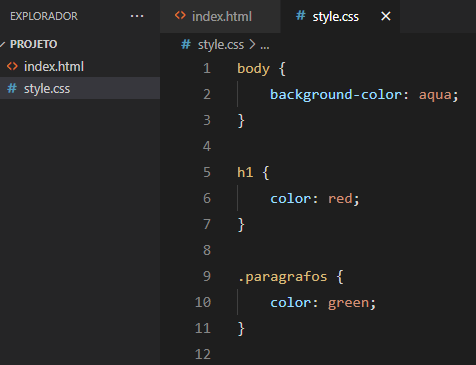 EXPLORADOR ...
PROJETO
<> index.html
# style.css
<> index.html
# style.css ×
# style.css > ...
1 body {
2 background-color: aqua;
3 }
4
5 h1 {
6 color: red;
7 }
8
9 .paragrafos {
10 color: green;
11 }
12